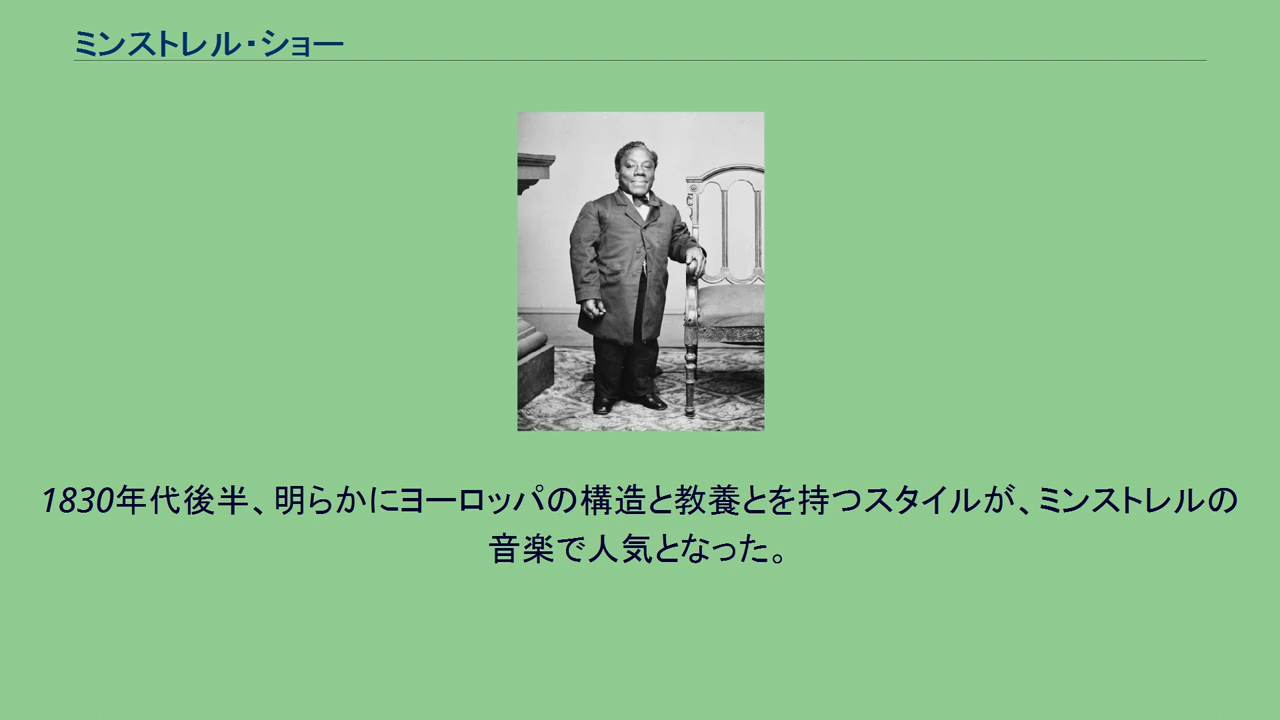 ミンストレル・ショー
1830年代後半、明らかにヨーロッパの構造と教養とを持つスタイルが、ミンストレルの
音楽で人気となった。